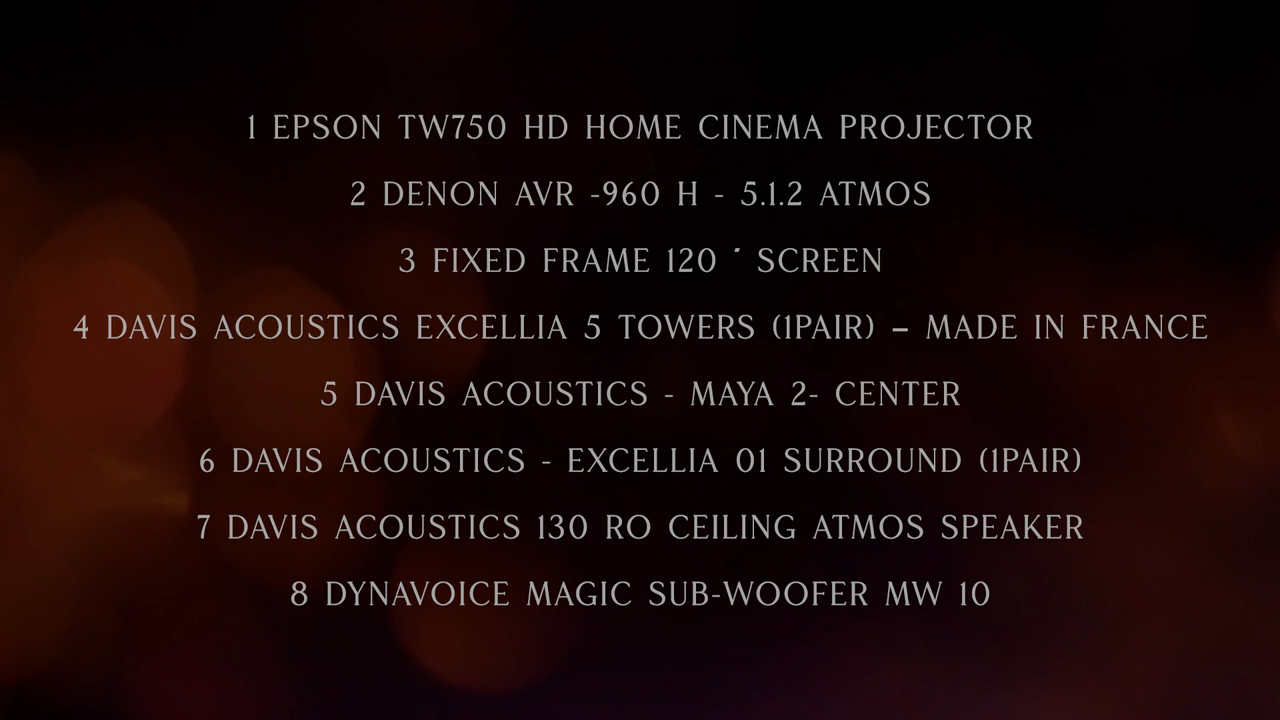 1 EPSON TW750 HD HOME CINEMA PROJECTOR
2 DENON AVR -960 H - 5.1.2 ATMOS
3 FIXED FRAME 120 ″ SCREEN
4 DAVIS ACOUSTICS EXCELLIA 5 TOWERS (1PAIR) – MADE IN FRANCE
5 DAVIS ACOUSTICS - MAYA 2- CENTER
6 DAVIS ACOUSTICS - EXCELLIA 01 SURROUND (1PAIR)
7 DAVIS ACOUSTICS 130 RO CEILING ATMOS SPEAKER
8 DYNAVOICE MAGIC SUB-WOOFER MW 10